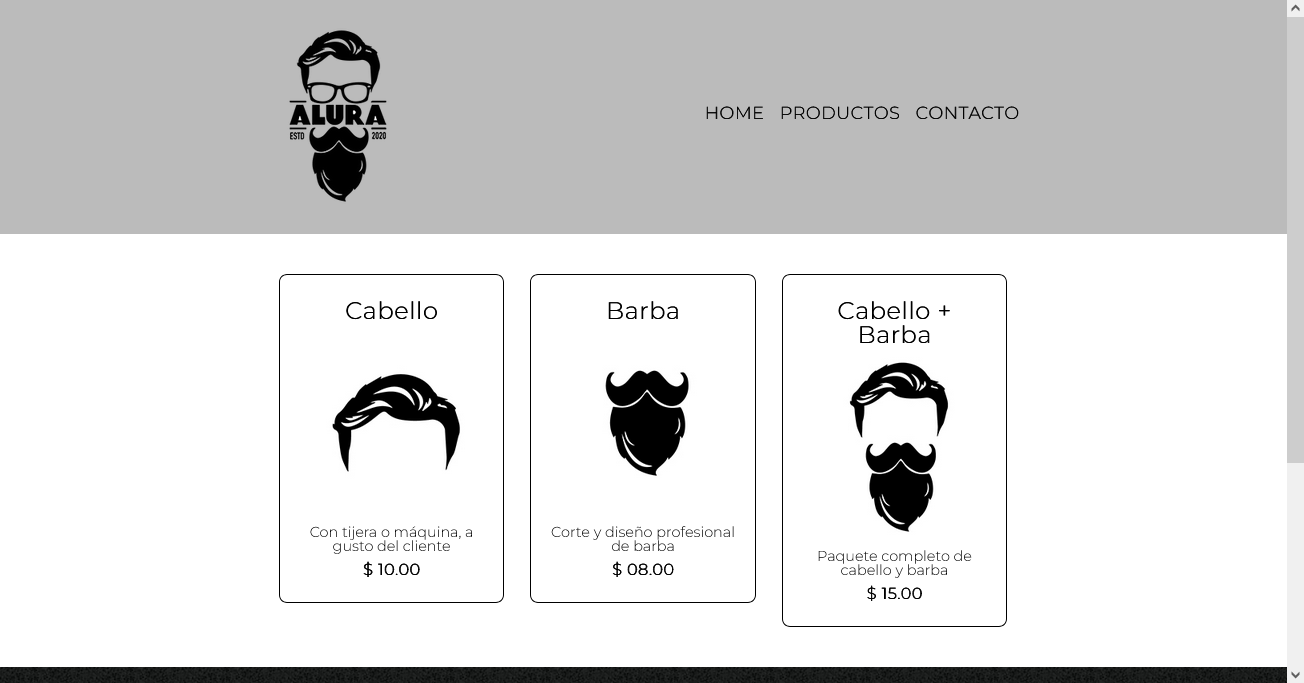 ALURA
ESTD 2020
HOME PRODUCTOS CONTACTO
Cabello
Con tijera o máquina, a
gusto del cliente
$ 10.00
Barba
Corte y diseño profesional
de barba
$ 08.00
Cabello +
Barba
Paquete completo de
cabello y barba
$ 15.00